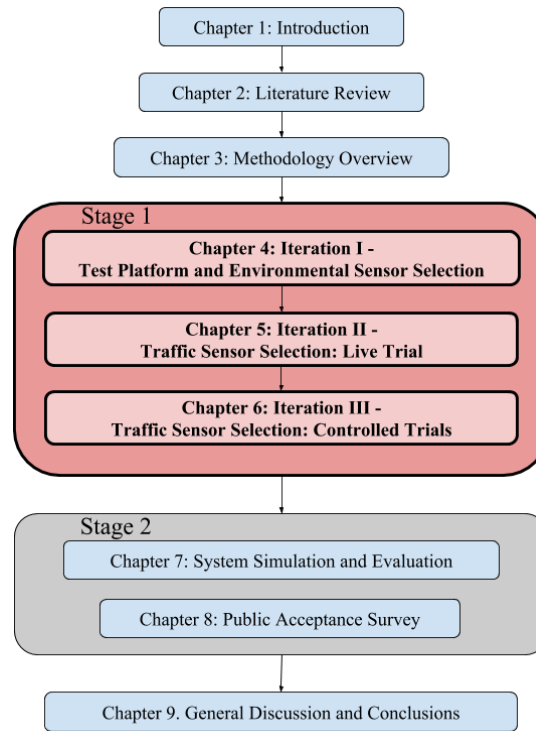 Chapter 1: Introduction
Chapter 2: Literature Review
Chapter 3: Methodology Overview
Stage 1
Chapter 4: Iteration I -
Test Platform and Environmental Sensor Selection
Chapter 5: Iteration II -
Traffic Sensor Selection: Live Trial
Chapter 6: Iteration III -
Traffic Sensor Selection: Controlled Trials
Stage 2
Chapter 7: System Simulation and Evaluation
Chapter 8: Public Acceptance Survey
Chapter 9. General Discussion and Conclusions